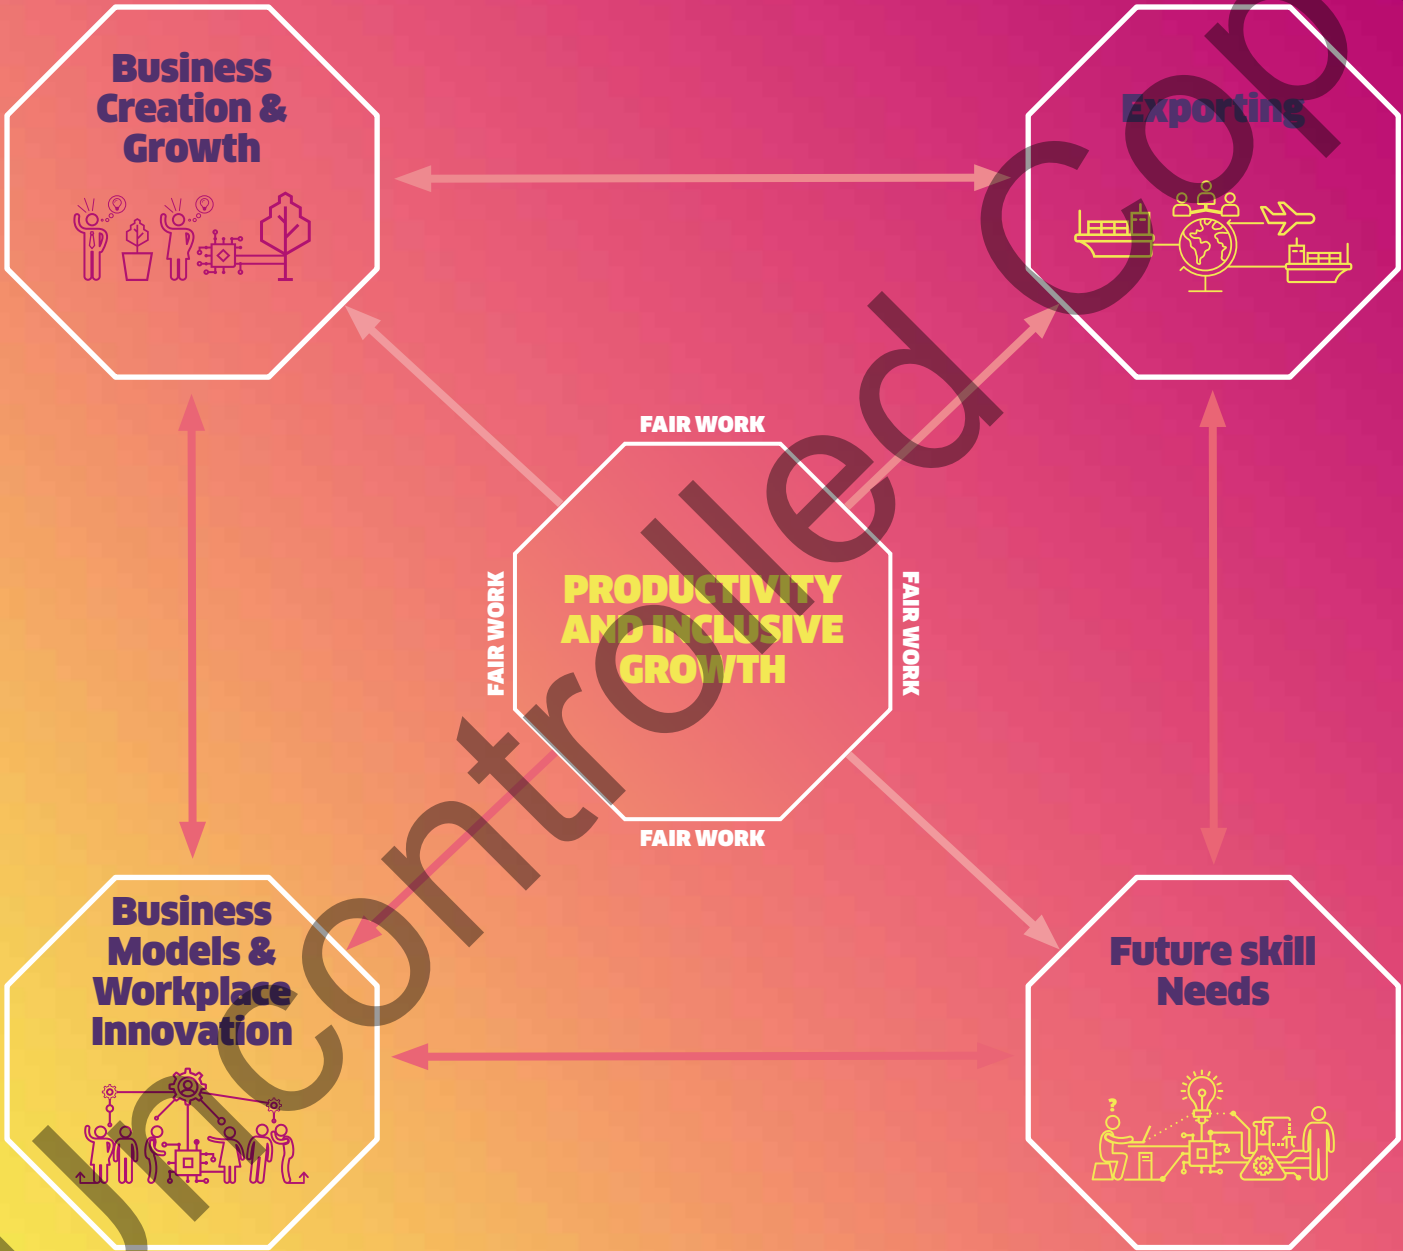 Business
Creation &
Growth
Exporting
FAIR WORK
FAIR WORK
PRODUCTIVITY
AND INCLUSIVE
GROWTH
FAIR WORK
FAIR WORK
Business
Models &
Workplace
Innovation
Future skill
Needs
?
Uncontrolled Cop